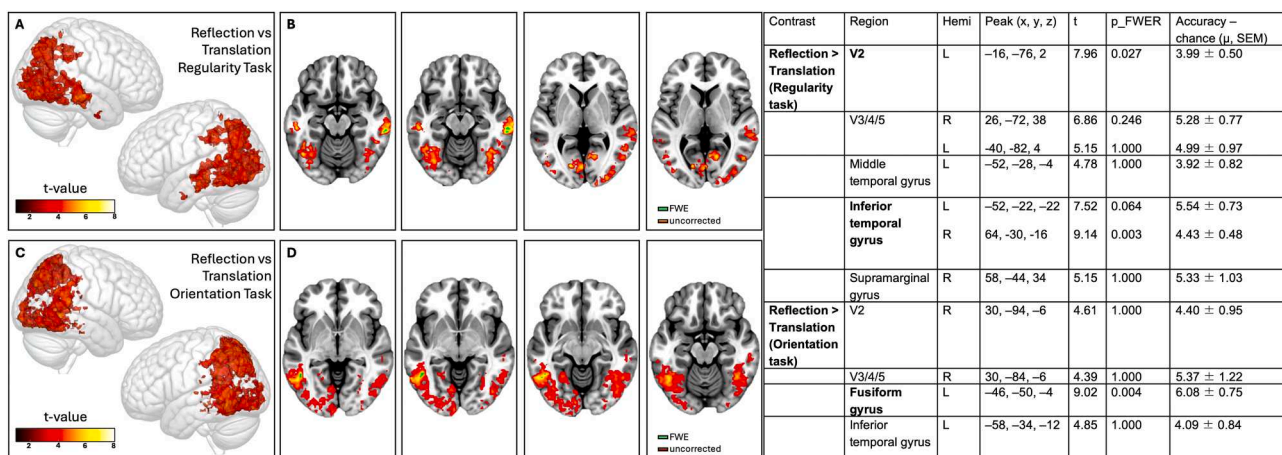 A
Reflection vs
Translation
Regularity Task
t-value
2 4 6 8
B
FWE
uncorrected
C
Reflection vs
Translation
Orientation Task
t-value
2 4 6 8
D
FWE
uncorrected
Contrast Region Hemi Peak (x, y, z) t p_FWER Accuracy –
chance (μ, SEM)
Reflection > V2 L –16, –76, 2 7.96 0.027 3.99 ± 0.50
Translation
(Regularity
task)
V3/4/5 R 26, –72, 38 6.86 0.246 5.28 ± 0.77
L -40, -82, 4 5.15 1.000 4.99 ± 0.97
Middle L –52, –28, –4 4.78 1.000 3.92 ± 0.82
temporal gyrus
Inferior L –52, –22, –22 7.52 0.064 5.54 ± 0.73
temporal
gyrus R 64, -30, -16 9.14 0.003 4.43 ± 0.48
Supramarginal R 58, –44, 34 5.15 1.000 5.33 ± 1.03
gyrus
Reflection > V2 R 30, –94, –6 4.61 1.000 4.40 ± 0.95
Translation
(Orientation
task)
V3/4/5 R 30, –84, –6 4.39 1.000 5.37 ± 1.22
Fusiform L –46, –50, –4 9.02 0.004 6.08 ± 0.75
gyrus
Inferior L –58, –34, –12 4.85 1.000 4.09 ± 0.84
temporal gyrus